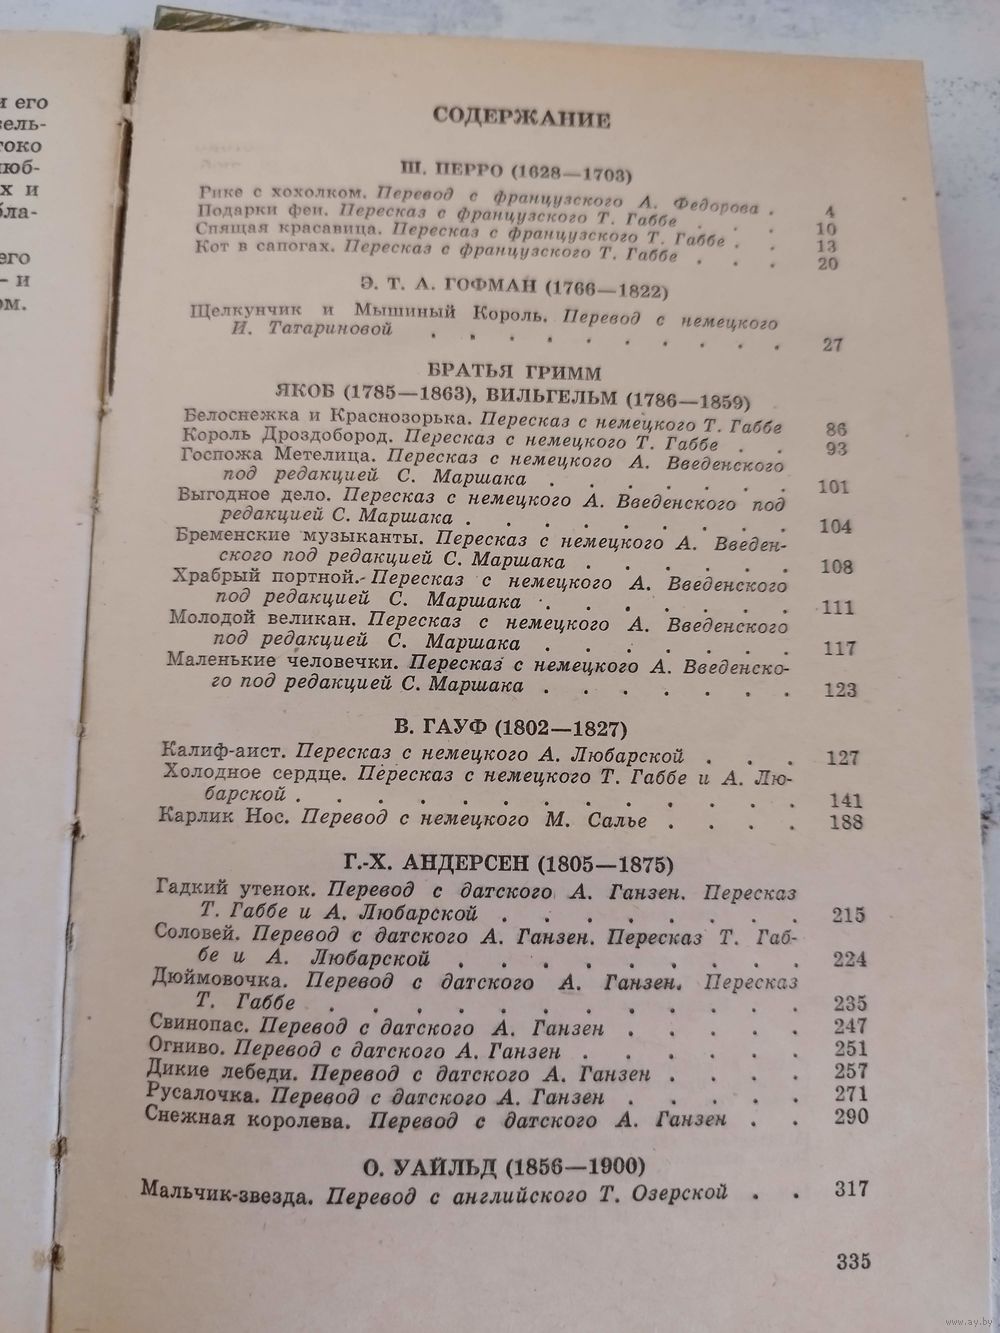 и его
сель-
токо
люб-
х и
бла-
его
— и
ом.
СОДЕРЖАНИЕ
Ш. ПЕРРО (1628—1703)
Рике с хохолком. Перевод с французского А. Федорова . 4
Подарки феи. Пересказ с французского Т. Габбе . . . 10
Спящая красавица. Пересказ с французского Т. Габбе . . 13
Кот в сапогах. Пересказ с французского Т. Габбе . . . 20
Э. Т. А. ГОФМАН (1766—1822)
Щелкунчик и Мышиный Король. Перевод с немецкого
И. Татариновой . . . . . . . . . . 27
БРАТЬЯ ГРИММ
ЯКОБ (1785—1863), ВИЛЬГЕЛЬМ (1786—1859)
Белоснежка и Краснозорька. Пересказ с немецкого Т. Габбе 86
Король Дроздобород. Пересказ с немецкого Т. Габбе . . 93
Госпожа Метелица. Пересказ с немецкого А. Введенского
под редакцией С. Маршака . . . . . . . 101
Выгодное дело. Пересказ с немецкого А. Введенского под
редакцией С. Маршака . . . . . . . . . 104
Бременские музыканты. Пересказ с немецкого А. Введен-
ского под редакцией С. Маршака . . . . . . 108
Храбрый портной. Пересказ с немецкого А. Введенского
под редакцией С. Маршака . . . . . . . 111
Молодой великан. Пересказ с немецкого А. Введенского
под редакцией С. Маршака . . . . . . . 117
Маленькие человечки. Пересказ с немецкого А. Введенско-
го под редакцией С. Маршака . . . . . . . 123
В. ГАУФ (1802—1827)
Калиф-аист. Пересказ с немецкого А. Любарской . . . 127
Холодное сердце. Пересказ с немецкого Т. Габбе и А. Лю-
барской . . . . . . . . . . . . . 141
Карлик Нос. Перевод с немецкого М. Салье . . . . 188
Г.-Х. АНДЕРСЕН (1805—1875)
Гадкий утенок. Перевод с датского А. Ганзен. Пересказ
Т. Габбе и А. Любарской . . . . . . . . 215
Соловей. Перевод с датского А. Ганзен. Пересказ Т. Габ-
бе и А. Любарской . . . . . . . . . 224
Дюймовочка. Перевод с датского А. Ганзен. Пересказ
Т. Габбе . . . . . . . . . . . . 235
Свинопас. Перевод с датского А. Ганзен . . . . . 247
Огниво. Перевод с датского А. Ганзен . . . . . . 251
Дикие лебеди. Перевод с датского А. Ганзен . . . . 257
Русалочка. Перевод с датского А. Ганзен . . . . . 271
Снежная королева. Перевод с датского А. Ганзен . . 290
О. УАЙЛЬД (1856—1900)
Мальчик-звезда. Перевод с английского Т. Озерской . . 317
335
www.ay.by